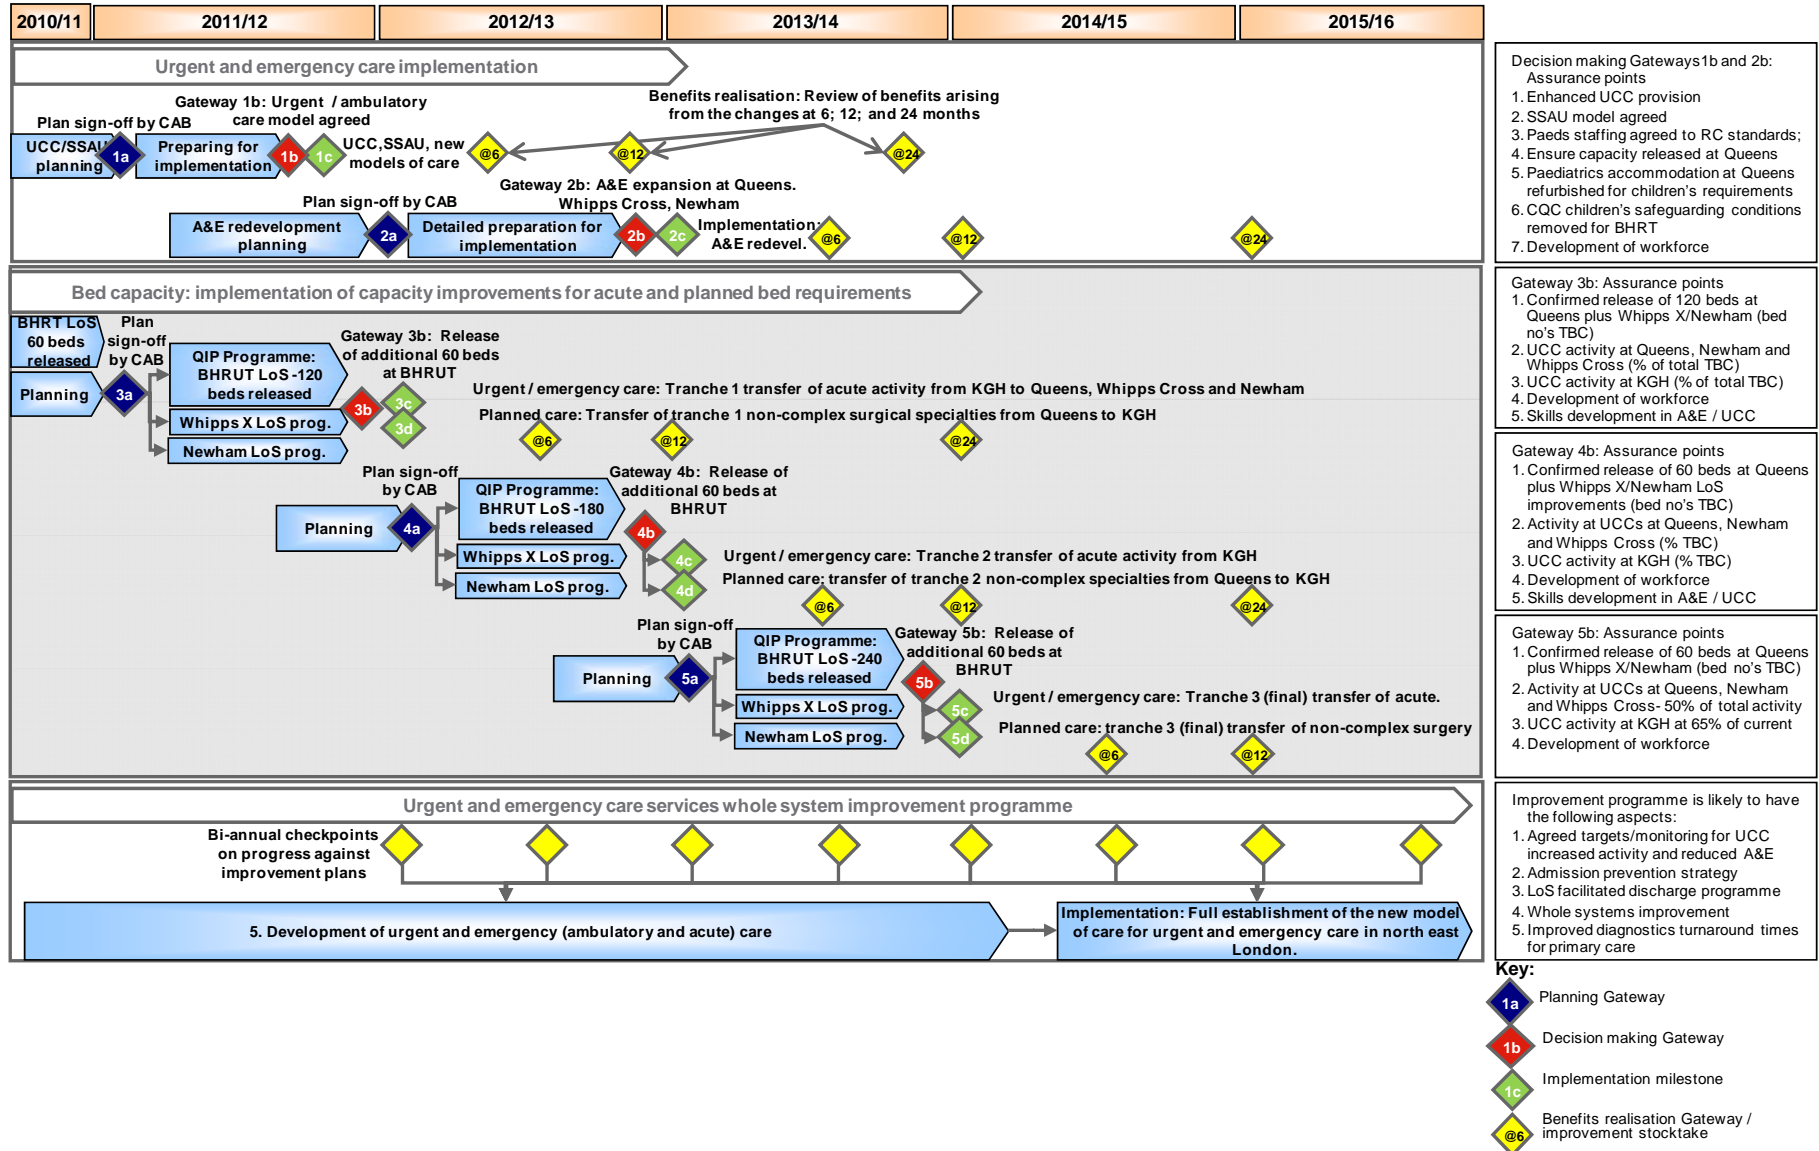 2010/11
2011/12
2012/13
2013/14
2014/15
2015/16
Urgent and emergency care implementation
Plan sign-off by CAB
UCC/SSAU
planning
1a
Preparing for
implementation
Gateway 1b: Urgent / ambulatory
care model agreed
1b
1c
UCC,SSAU, new
models of care
Benefits realisation: Review of benefits arising
from the changes at 6; 12; and 24 months
@6
@12
@24
Plan sign-off by CAB
A&E redevelopment
planning
2a
Detailed preparation for
implementation
Gateway 2b: A&E expansion at Queens.
Whipps Cross, Newham
2b
2c
Implementation:
A&E redevel.
@6
@12
@24
Bed capacity: implementation of capacity improvements for acute and planned bed requirements
BHRT LoS
60 beds
released
Planning
Plan
sign-off
by CAB
3a
QIP Programme:
BHRUT LoS -120
beds released
Whipps X LoS prog.
Newham LoS prog.
Gateway 3b: Release
of additional 60 beds
at BHRUT
3b
3c
3d
Urgent / emergency care: Tranche 1 transfer of acute activity from KGH to Queens, Whipps Cross and Newham
Planned care: Transfer of tranche 1 non-complex surgical specialties from Queens to KGH
@6
@12
@24
Planning
Plan sign-off
by CAB
4a
QIP Programme:
BHRUT LoS -180
beds released
Whipps X LoS prog.
Newham LoS prog.
Gateway 4b: Release of
additional 60 beds at
BHRUT
4b
4c
4d
Urgent / emergency care: Tranche 2 transfer of acute activity from KGH
Planned care: transfer of tranche 2 non-complex specialties from Queens to KGH
@6
@12
@24
Planning
Plan sign-off
by CAB
5a
QIP Programme:
BHRUT LoS -240
beds released
Whipps X LoS prog.
Newham LoS prog.
Gateway 5b: Release of
additional 60 beds at
BHRUT
5b
5c
5d
Urgent / emergency care: Tranche 3 (final) transfer of acute.
Planned care: tranche 3 (final) transfer of non-complex surgery
@6
@12
Urgent and emergency care services whole system improvement programme
Bi-annual checkpoints
on progress against
improvement plans
5. Development of urgent and emergency (ambulatory and acute) care
Implementation: Full establishment of the new model
of care for urgent and emergency care in north east
London.
Decision making Gateways1b and 2b:
Assurance points
1. Enhanced UCC provision
2. SSAU model agreed
3. Paeds staffing agreed to RC standards;
4. Ensure capacity released at Queens
5. Paediatrics accommodation at Queens
refurbished for children's requirements
6. CQC children's safeguarding conditions
removed for BHRT
7. Development of workforce
Gateway 3b: Assurance points
1. Confirmed release of 120 beds at
Queens plus Whipps X/Newham (bed
no's TBC)
2. UCC activity at Queens, Newham and
Whipps Cross (% of total TBC)
3. UCC activity at KGH (% of total TBC)
4. Development of workforce
5. Skills development in A&E / UCC
Gateway 4b: Assurance points
1. Confirmed release of 60 beds at Queens
plus Whipps X/Newham LoS
improvements (bed no's TBC)
2. Activity at UCCs at Queens, Newham
and Whipps Cross (% TBC)
3. UCC activity at KGH (% TBC)
4. Development of workforce
5. Skills development in A&E / UCC
Gateway 5b: Assurance points
1. Confirmed release of 60 beds at Queens
plus Whipps X/Newham (bed no's TBC)
2. Activity at UCCs at Queens, Newham
and Whipps Cross- 50% of total activity
3. UCC activity at KGH at 65% of current
4. Development of workforce
Improvement programme is likely to have
the following aspects:
1. Agreed targets/monitoring for UCC
increased activity and reduced A&E
2. Admission prevention strategy
3. LoS facilitated discharge programme
4. Whole systems improvement
5. Improved diagnostics turnaround times
for primary care
Key:
1a
Planning Gateway
1b
Decision making Gateway
1c
Implementation milestone
@6
Benefits realisation Gateway /
improvement stocktake